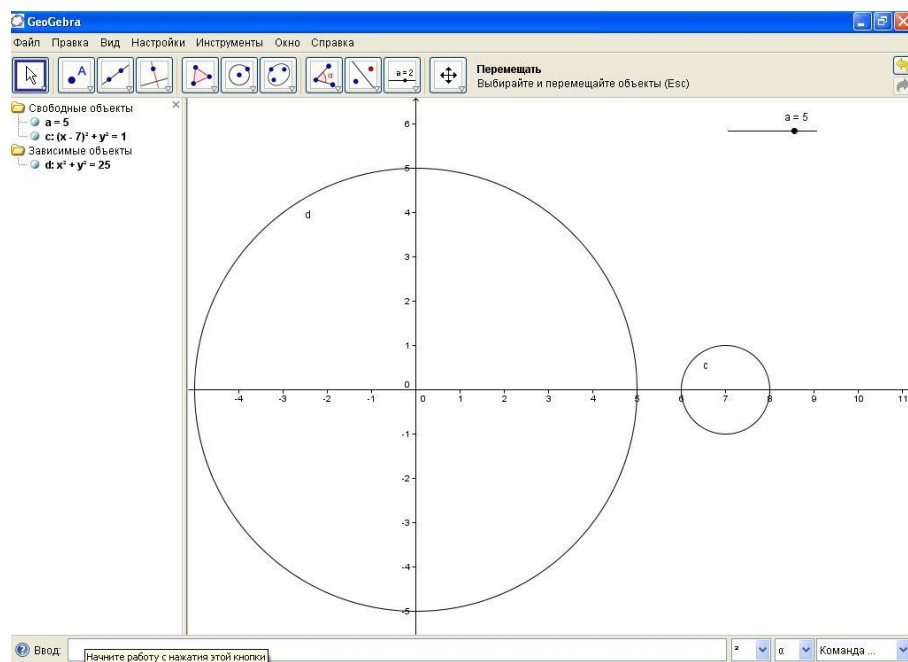 GeoGebra
Файл Правка Вид Настройки Инструменты Окно Справка
A
α
a=2
Перемещать
Выбирайте и перемещайте объекты (Esc)
Свободные объекты
a = 5
c: (x - 7)² + y² = 1
Зависимые объекты
d: x² + y² = 25
a = 5
6
5
d
4
3
2
1
c
0
-4 -3 -2 -1 0 1 2 3 4 5 6 7 8 9 10 11
-1
-2
-3
-4
-5
Ввод:
Начните работу с нажатия этой кнопки
² α Команда ...